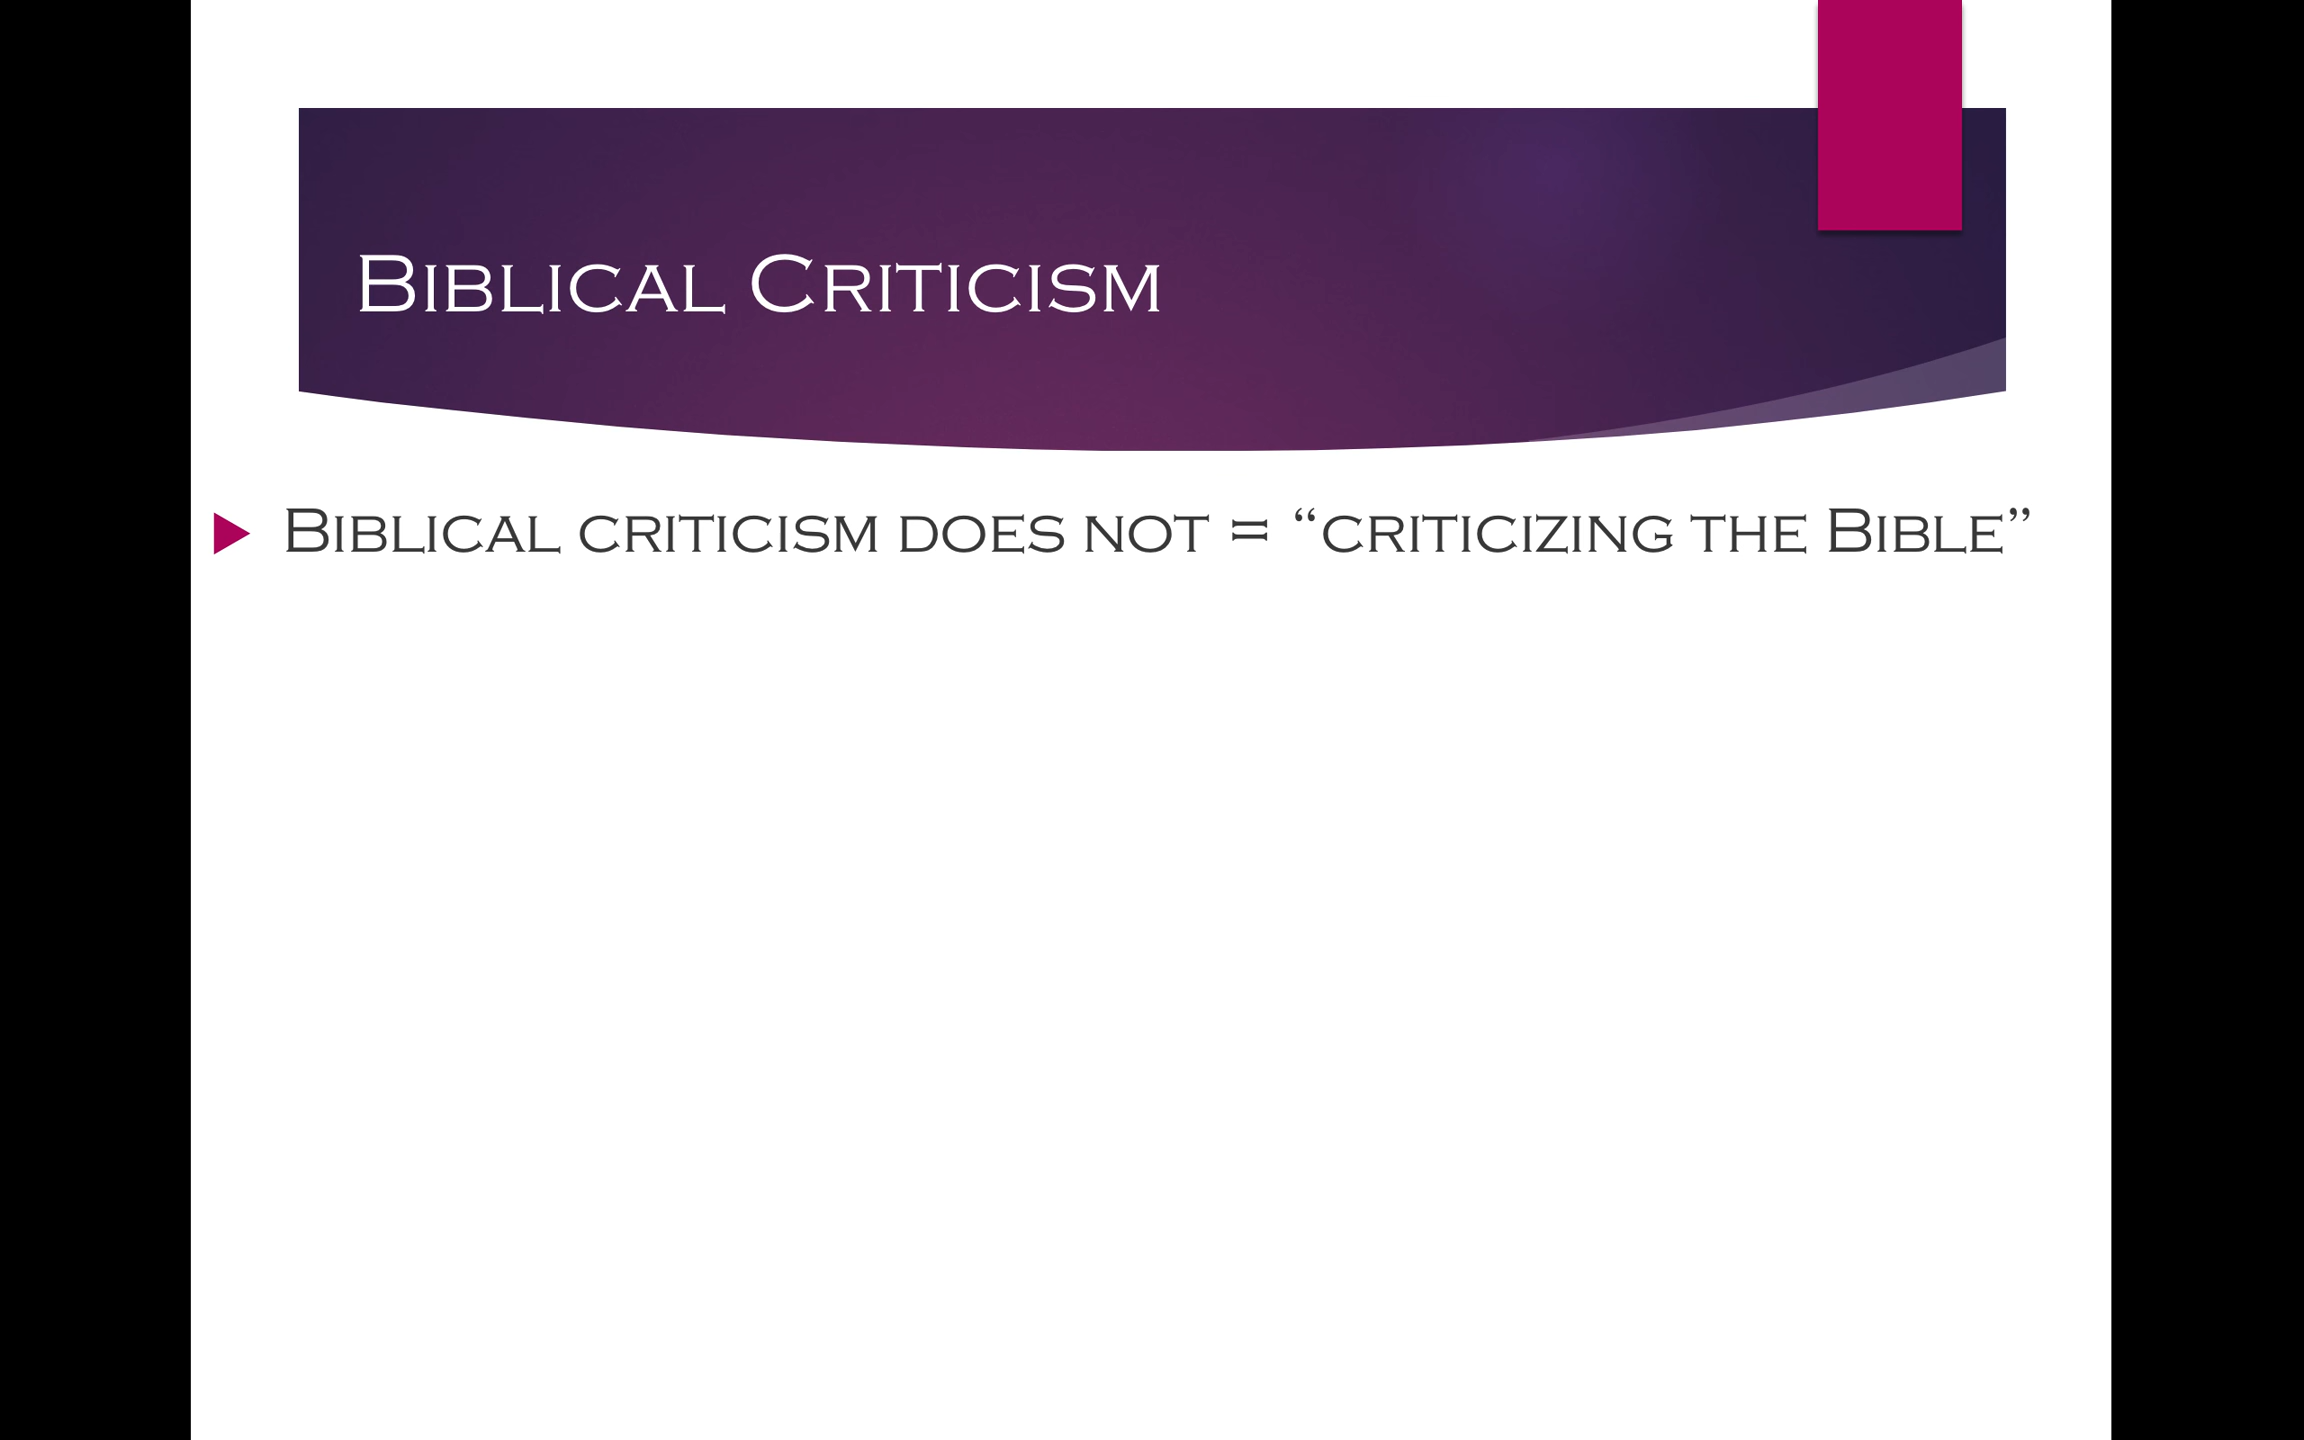 Biblical Criticism
Biblical criticism does not = “criticizing the Bible”